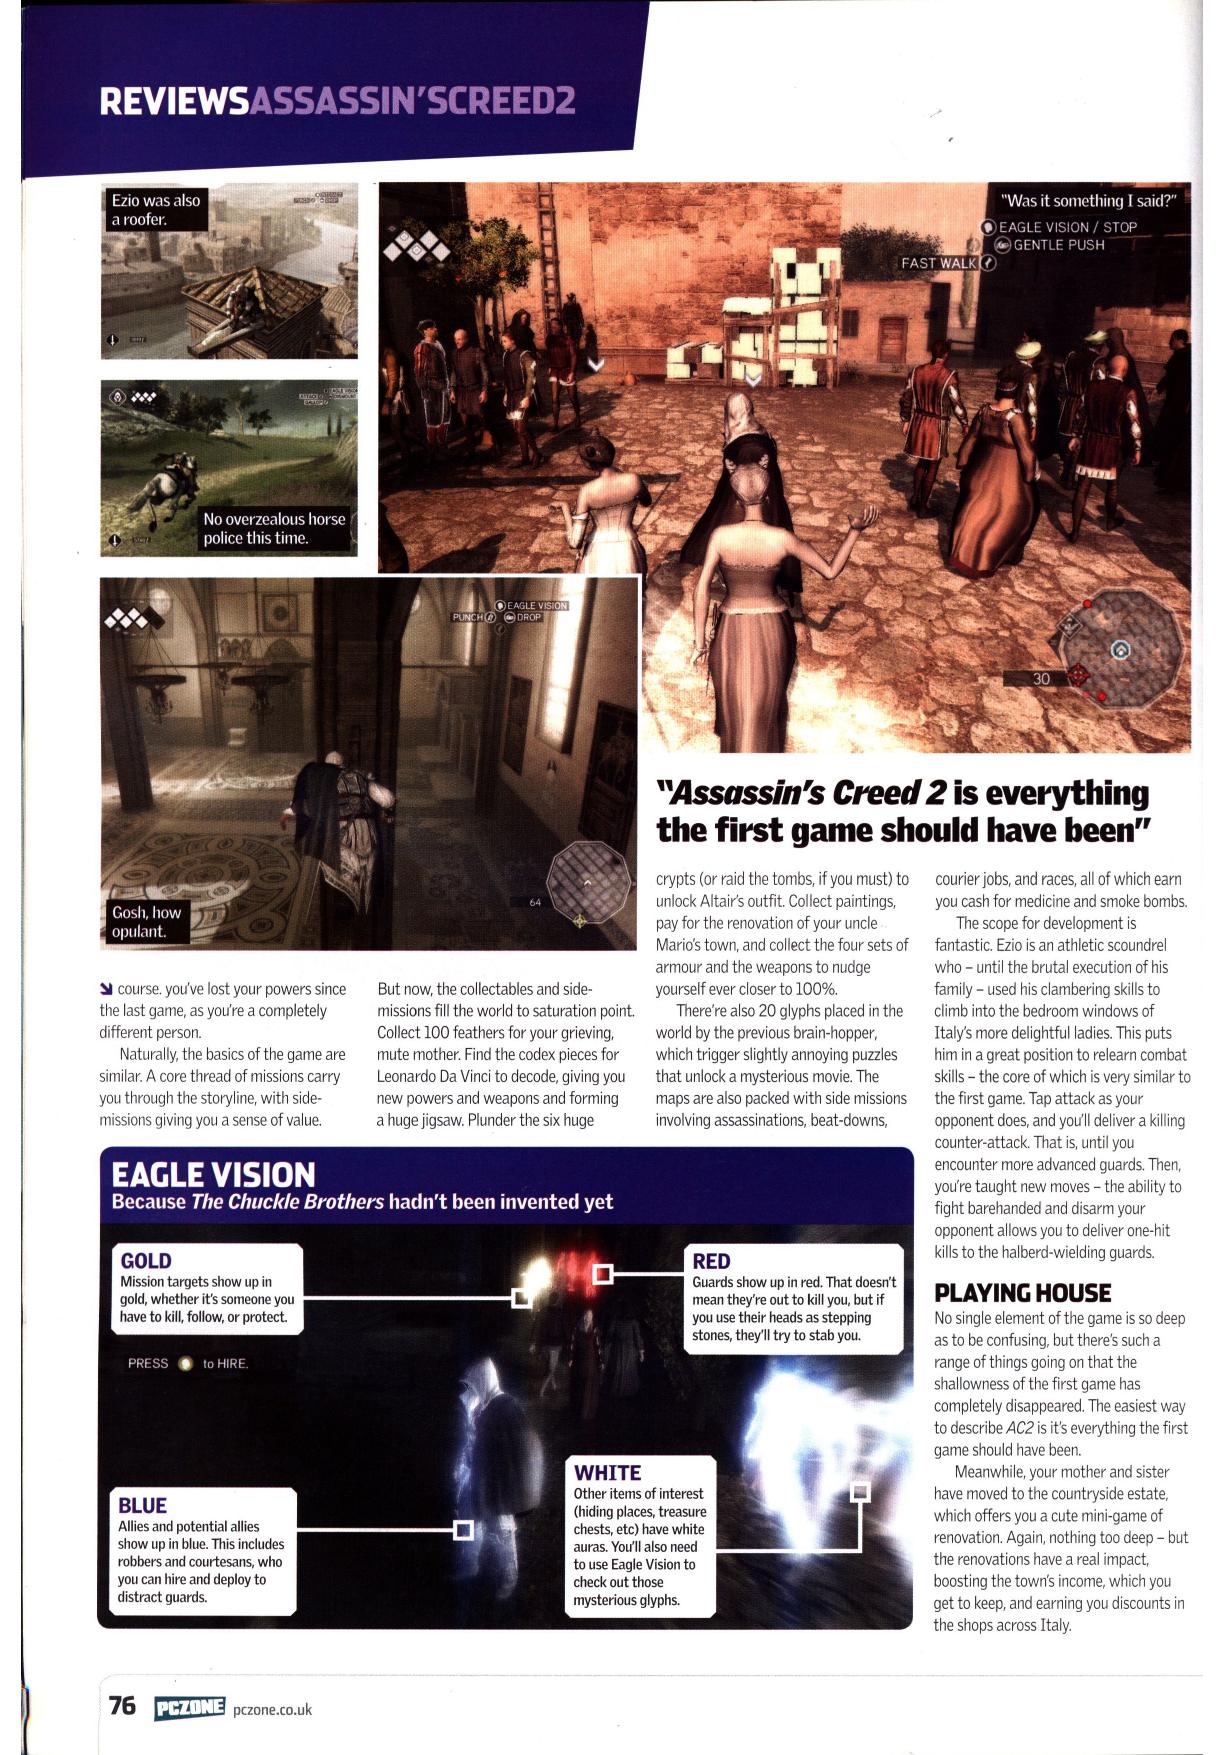 REVIEWSASSASSIN'SCREED2
Ezio was also
a roofer.
No overzealous horse
police this time.
"Was it something I said?"
EAGLE VISION / STOP
GENTLE PUSH
FAST WALK
30
EAGLE VISION
PUNCH DROP
64
Gosh, how
opulant.
"Assassin's Creed 2 is everything
the first game should have been"
course. you've lost your powers since
the last game, as you're a completely
different person.
Naturally, the basics of the game are
similar. A core thread of missions carry
you through the storyline, with side-
missions giving you a sense of value.
But now, the collectables and side-
missions fill the world to saturation point.
Collect 100 feathers for your grieving,
mute mother. Find the codex pieces for
Leonardo Da Vinci to decode, giving you
new powers and weapons and forming
a huge jigsaw. Plunder the six huge
crypts (or raid the tombs, if you must) to
unlock Altair's outfit. Collect paintings,
pay for the renovation of your uncle
Mario's town, and collect the four sets of
armour and the weapons to nudge
yourself ever closer to 100%.
There're also 20 glyphs placed in the
world by the previous brain-hopper,
which trigger slightly annoying puzzles
that unlock a mysterious movie. The
maps are also packed with side missions
involving assassinations, beat-downs,
courier jobs, and races, all of which earn
you cash for medicine and smoke bombs.
The scope for development is
fantastic. Ezio is an athletic scoundrel
who – until the brutal execution of his
family – used his clambering skills to
climb into the bedroom windows of
Italy's more delightful ladies. This puts
him in a great position to relearn combat
skills – the core of which is very similar to
the first game. Tap attack as your
opponent does, and you'll deliver a killing
counter-attack. That is, until you
encounter more advanced guards. Then,
you're taught new moves – the ability to
fight barehanded and disarm your
opponent allows you to deliver one-hit
kills to the halberd-wielding guards.
PLAYING HOUSE
No single element of the game is so deep
as to be confusing, but there's such a
range of things going on that the
shallowness of the first game has
completely disappeared. The easiest way
to describe AC2 is it's everything the first
game should have been.
Meanwhile, your mother and sister
have moved to the countryside estate,
which offers you a cute mini-game of
renovation. Again, nothing too deep – but
the renovations have a real impact,
boosting the town's income, which you
get to keep, and earning you discounts in
the shops across Italy.
EAGLE VISION
Because The Chuckle Brothers hadn't been invented yet
GOLD
Mission targets show up in
gold, whether it's someone you
have to kill, follow, or protect.
RED
Guards show up in red. That doesn't
mean they're out to kill you, but if
you use their heads as stepping
stones, they'll try to stab you.
PRESS to HIRE.
BLUE
Allies and potential allies
show up in blue. This includes
robbers and courtesans, who
you can hire and deploy to
distract guards.
WHITE
Other items of interest
(hiding places, treasure
chests, etc) have white
auras. You'll also need
to use Eagle Vision to
check out those
mysterious glyphs.
76 PCZONE pczone.co.uk